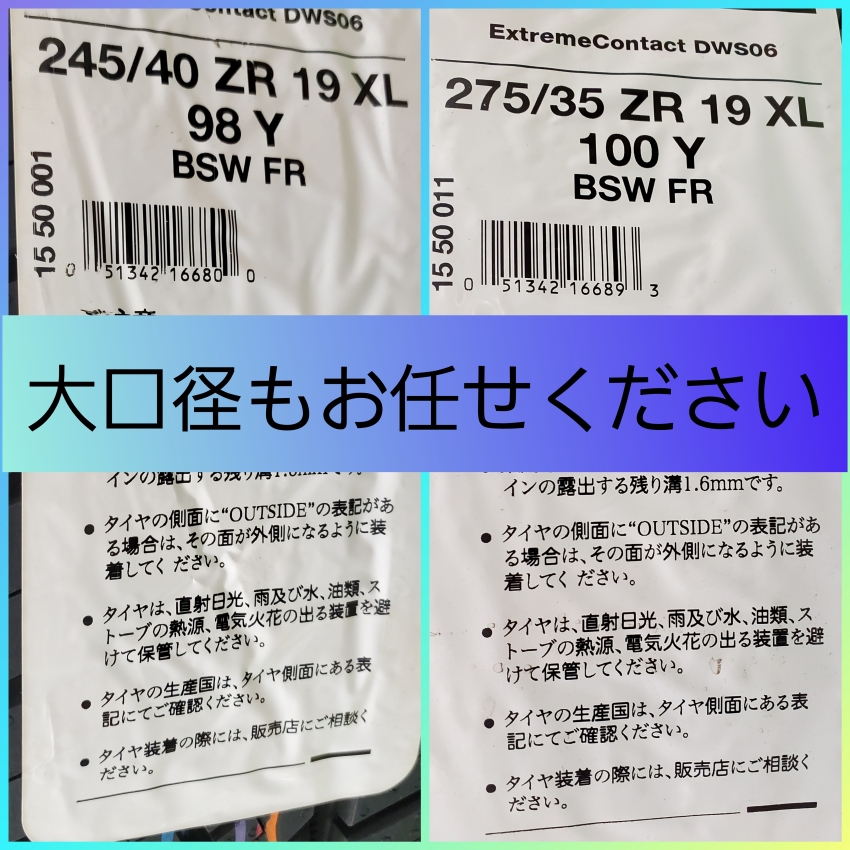 ntact DWS06
245/40 ZR 19 XL
98 Y
BSW FR
15 50 001
0 51342 16680 0
ExtremeContact DWS06
275/35 ZR 19 XL
100 Y
BSW FR
15 50 011
0 51342 16689 3
大口径もお任せください
インの露出する残り溝1.6mmです。
● タイヤの側面に“OUTSIDE”の表記があ
る場合は、その面が外側になるように装
着してく ださい。
● タイヤは、直射日光、雨及び水、油類、ス
トーブの熱源、電気火花の出る装置を避
けて保管してください。
● タイヤの生産国は、タイヤ側面にある表
記にてご確認ください。
● タイヤ装着の際には、販売店にご相談く
ださい。
インの露出する残り溝1.6mmです。
● タイヤの側面に“OUTSIDE”の表記があ
る場合は、その面が外側になるように装
着してく ださい。
● タイヤは、直射日光、雨及び水、油類、ス
トーブの熱源、電気火花の出る装置を避
けて保管してください。
● タイヤの生産国は、タイヤ側面にある表
記にてご確認ください。
● タイヤ装着の際には、販売店にご相談く
ださい。